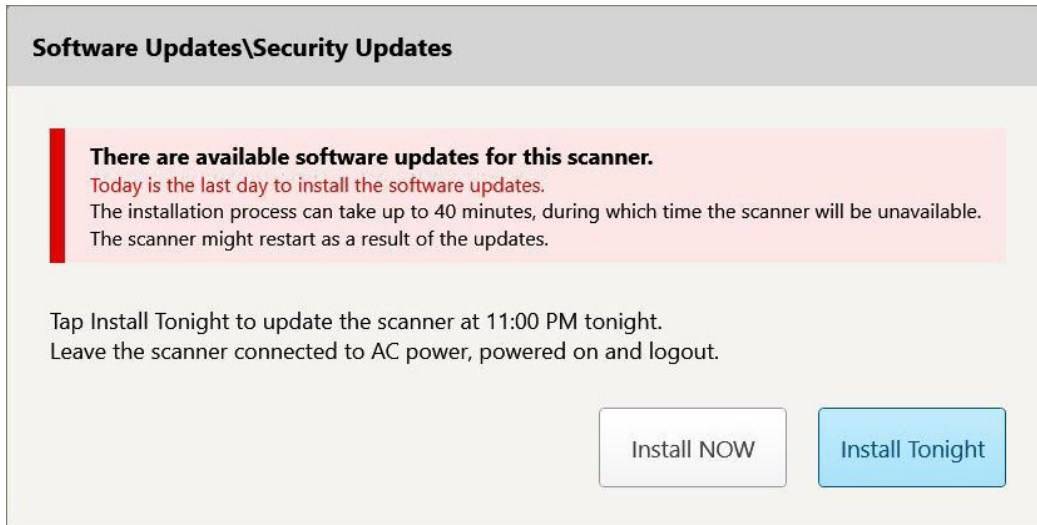 Software Updates\Security Updates
There are available software updates for this scanner.
Today is the last day to install the software updates.
The installation process can take up to 40 minutes, during which time the scanner will be unavailable.
The scanner might restart as a result of the updates.
Tap Install Tonight to update the scanner at 11:00 PM tonight.
Leave the scanner connected to AC power, powered on and logout.
Install NOW
Install Tonight